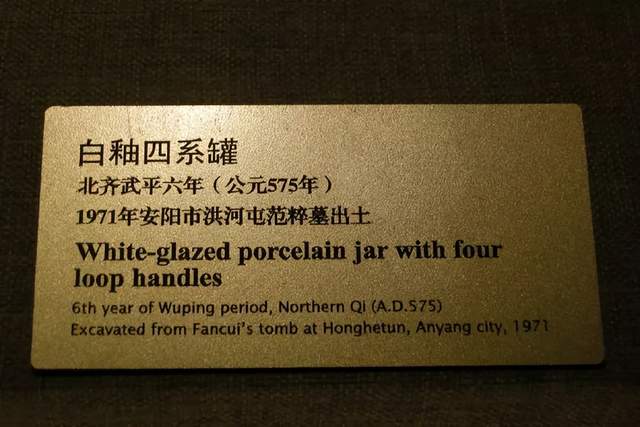 白釉四系罐
北齐武平六年（公元575年）
1971年安阳市洪河屯范粹墓出土
White-glazed porcelain jar with four
loop handles
6th year of Wuping period, Northern Qi (A.D.575)
Excavated from Fancui's tomb at Honghetun, Anyang city, 1971